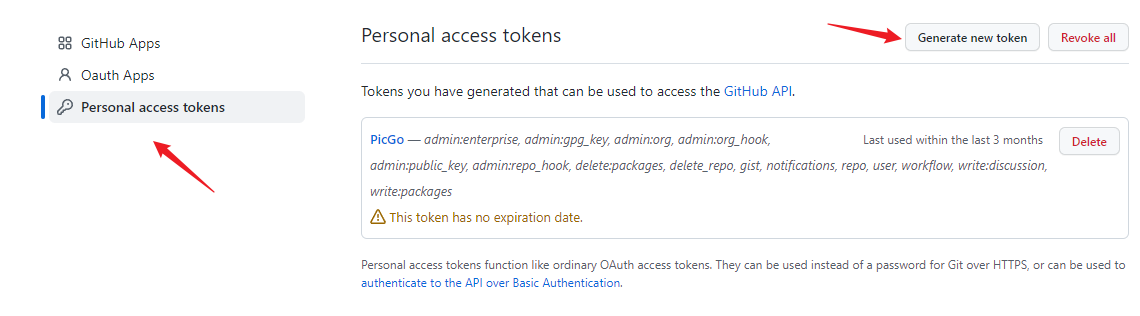 GitHub Apps
Oauth Apps
Personal access tokens
Personal access tokens
Generate new token
Revoke all
Tokens you have generated that can be used to access the GitHub API.
PicGo — admin:enterprise, admin:gpg_key, admin:org, admin:org_hook,
Last used within the last 3 months
Delete
admin:public_key, admin:repo_hook, delete:packages, delete_repo, gist, notifications, repo, user, workflow, write:discussion,
write:packages
This token has no expiration date.
Personal access tokens function like ordinary OAuth access tokens. They can be used instead of a password for Git over HTTPS, or can be used to
authenticate to the API over Basic Authentication.